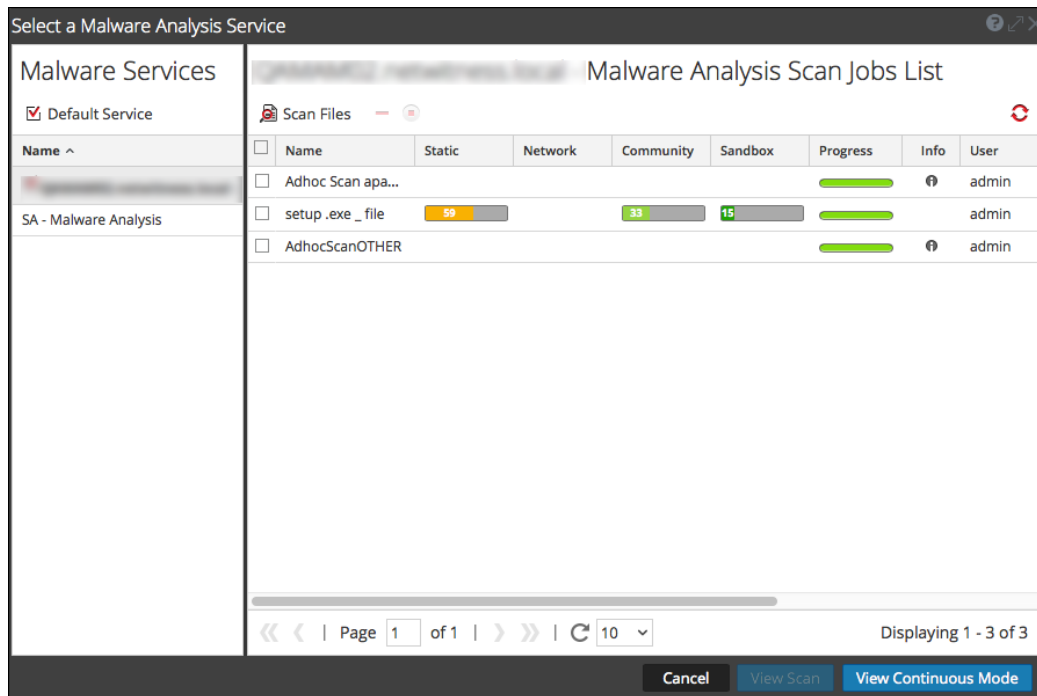 Select a Malware Analysis Service
Malware Services
Malware Analysis Scan Jobs List
Default Service
Scan Files
Name
Name Static Network Community Sandbox Progress Info User
Adhoc Scan apa... admin
SA - Malware Analysis
setup .exe _ file 59 33 15 admin
AdhocScanOTHER admin
Page 1 of 1 10 Displaying 1 - 3 of 3
Cancel View Scan View Continuous Mode